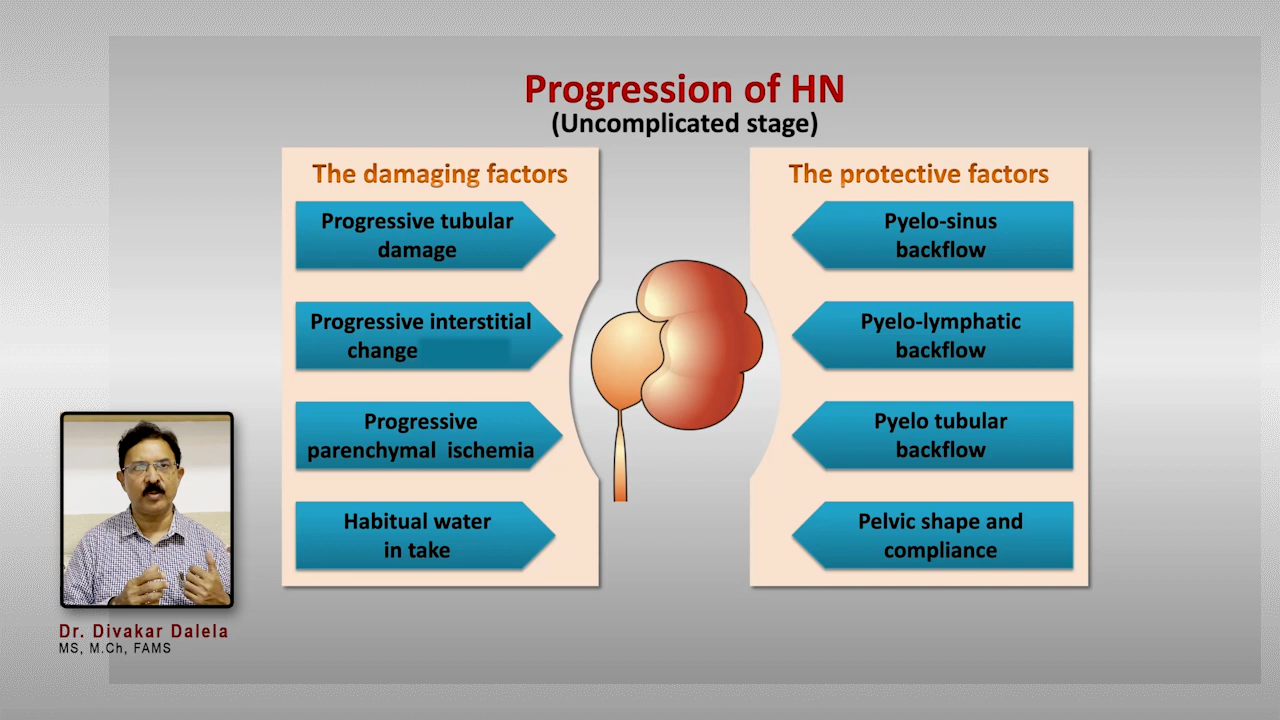 Progression of HN
(Uncomplicated stage)
The damaging factors
Progressive tubular
damage
Progressive interstitial
change
Progressive
parenchymal ischemia
Habitual water
in take
The protective factors
Pyelo-sinus
backflow
Pyelo-lymphatic
backflow
Pyelo tubular
backflow
Pelvic shape and
compliance
Dr. Divakar Dalela
MS, M.Ch, FAMS